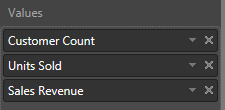 Values
Customer Count
Units Sold
Sales Revenue